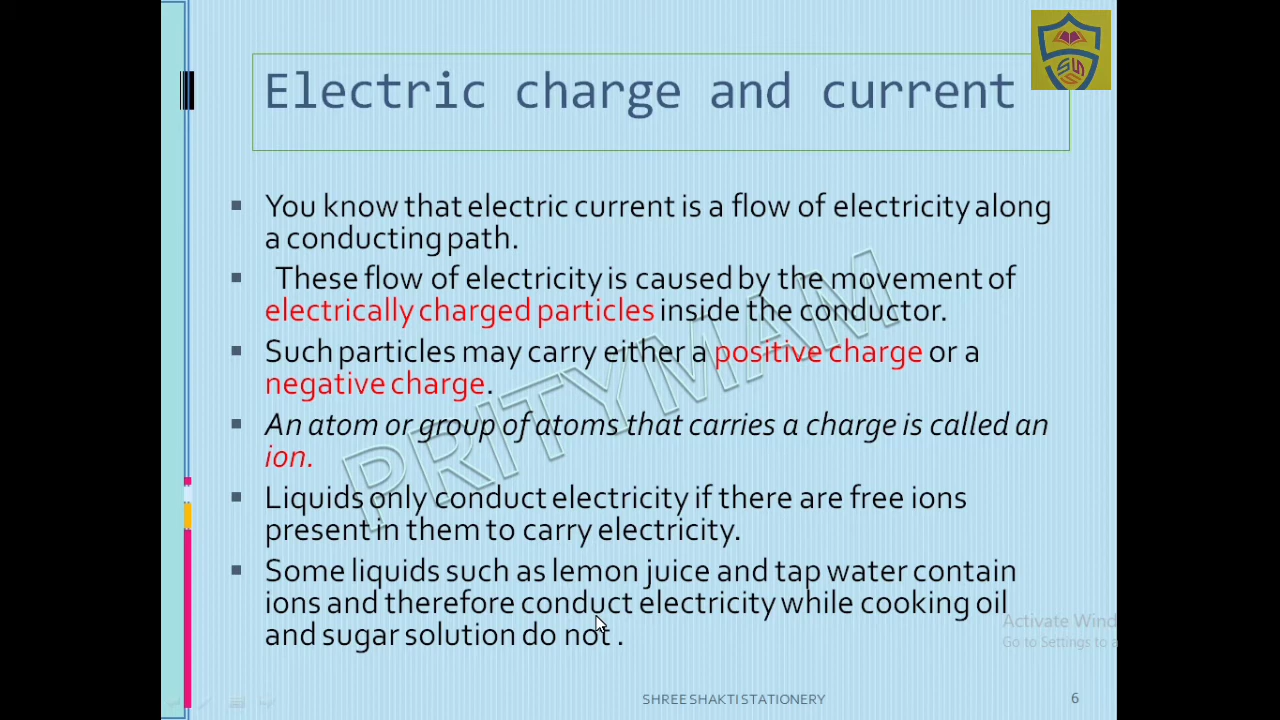 Electric charge and current
You know that electric current is a flow of electricity along
a conducting path.
These flow of electricity is caused by the movement of
electrically charged particles inside the conductor.
Such particles may carry either a positive charge or a
negative charge.
An atom or group of atoms that carries a charge is called an
ion.
Liquids only conduct electricity if there are free ions
present in them to carry electricity.
Some liquids such as lemon juice and tap water contain
ions and therefore conduct electricity while cooking oil
and sugar solution do not .
PRITYMAM
Activate Wind
Go to Settings to a
SHREE SHAKTI STATIONERY
6